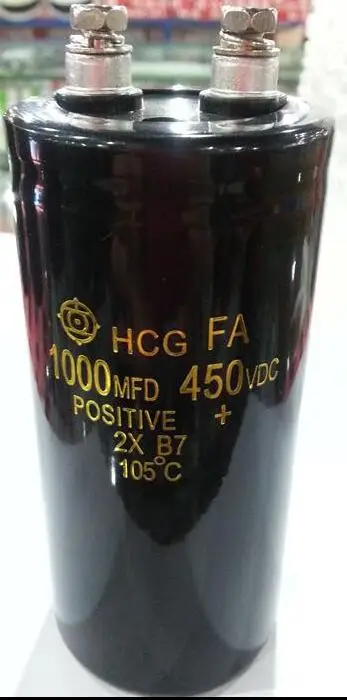 HCG FA
1000MFD 450VDC
POSITIVE +
2X B7
105°C